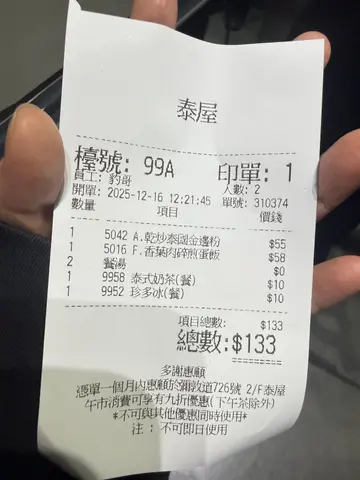 泰屋
檯號: 99A 印單: 1
員工: 豹哥 人數: 2
開單: 2025-12-16 12:21:45 單號: 310374
數量 項目 價錢
1 5042 A.乾炒泰國金邊粉 $55
1 5016 F.香葉肉碎煎蛋飯 $58
2 餐湯 $0
1 9958 泰式奶茶(餐) $10
1 9952 珍多冰(餐) $10
項目總數: $133
總數:$133
多謝惠顧
憑單一個月內惠顧於彌敦道726號 2/F泰屋
午市消費可享有九折優惠(下午茶除外)
*不可與其他優惠同時使用*
注 : 不可即日使用